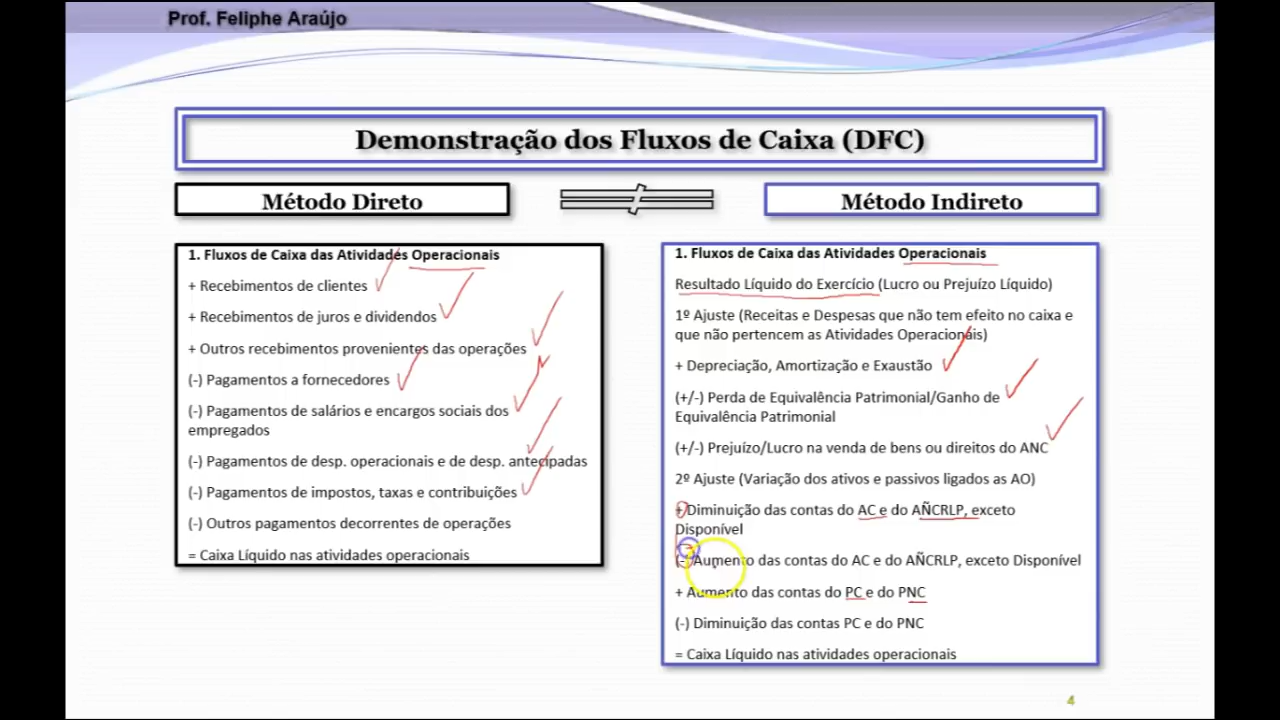 Prof. Feliphe Araújo
Demonstração dos Fluxos de Caixa (DFC)
Método Direto
Método Indireto
1. Fluxos de Caixa das Atividades Operacionais
+ Recebimentos de clientes
+ Recebimentos de juros e dividendos
+ Outros recebimentos provenientes das operações
(-) Pagamentos a fornecedores
(-) Pagamentos de salários e encargos sociais dos
empregados
(-) Pagamentos de desp. operacionais e de desp. antecipadas
(-) Pagamentos de impostos, taxas e contribuições
(-) Outros pagamentos decorrentes de operações
= Caixa Líquido nas atividades operacionais
1. Fluxos de Caixa das Atividades Operacionais
Resultado Líquido do Exercício (Lucro ou Prejuízo Líquido)
1º Ajuste (Receitas e Despesas que não tem efeito no caixa e
que não pertencem as Atividades Operacionais)
+ Depreciação, Amortização e Exaustão
(+/-) Perda de Equivalência Patrimonial/Ganho de
Equivalência Patrimonial
(+/-) Prejuízo/Lucro na venda de bens ou direitos do ANC
2º Ajuste (Variação dos ativos e passivos ligados as AO)
+ Diminuição das contas do AC e do AÑCRLP, exceto
Disponível
(-) Aumento das contas do AC e do AÑCRLP, exceto Disponível
+ Aumento das contas do PC e do PNC
(-) Diminuição das contas PC e do PNC
= Caixa Líquido nas atividades operacionais
4